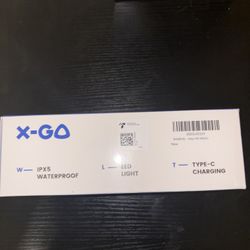 X-GO
W — IPX5
WATERPROOF
L — LED
LIGHT
T — TYPE-C
CHARGING